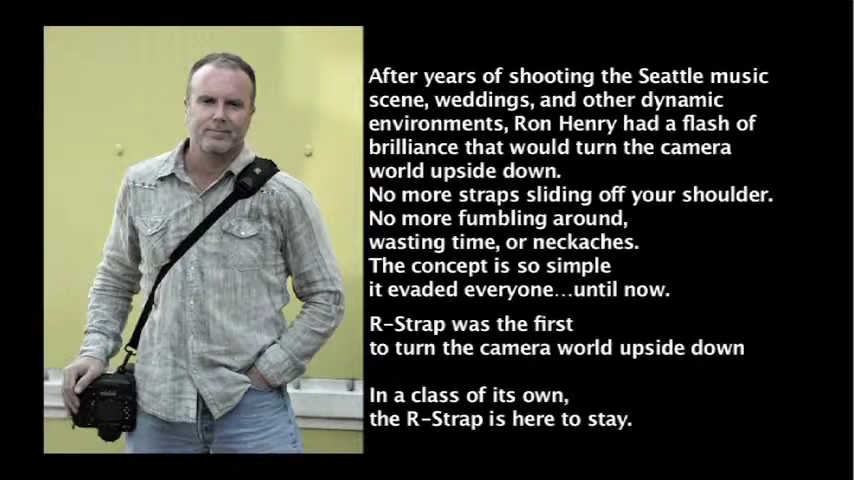 After years of shooting the Seattle music
scene, weddings, and other dynamic
environments, Ron Henry had a flash of
brilliance that would turn the camera
world upside down.
No more straps sliding off your shoulder.
No more fumbling around,
wasting time, or neckaches.
The concept is so simple
it evaded everyone...until now.
R-Strap was the first
to turn the camera world upside down
In a class of its own,
the R-Strap is here to stay.